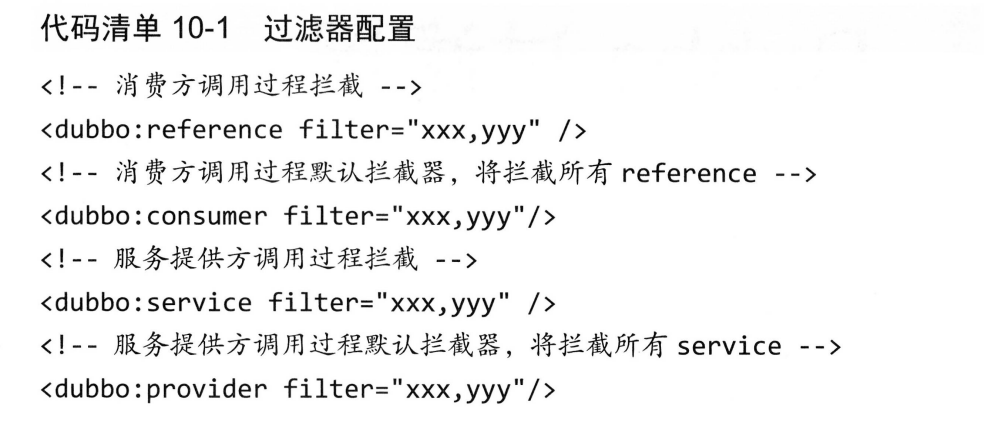 代码清单 10-1 过滤器配置
<!-- 消费方调用过程拦截 -->
<dubbo:reference filter="xxx,yyy" />
<!-- 消费方调用过程默认拦截器，将拦截所有 reference -->
<dubbo:consumer filter="xxx,yyy"/>
<!-- 服务提供方调用过程拦截 -->
<dubbo:service filter="xxx,yyy" />
<!-- 服务提供方调用过程默认拦截器，将拦截所有 service -->
<dubbo:provider filter="xxx,yyy"/>